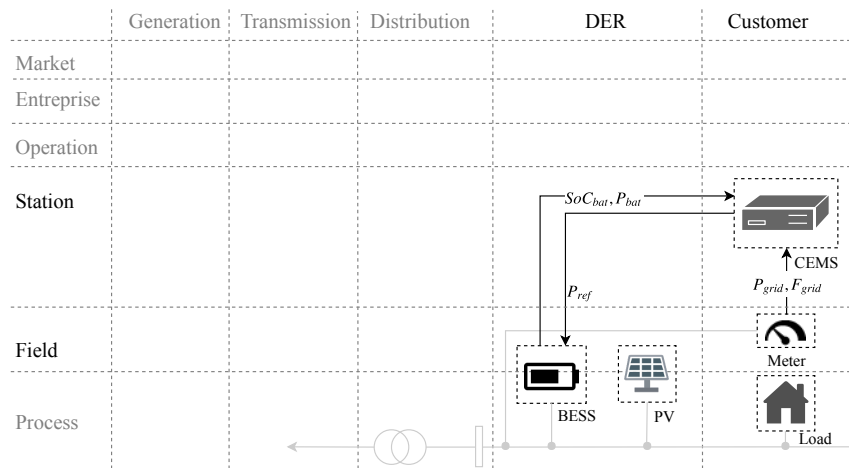 Generation Transmission Distribution DER Customer
Market
Entreprise
Operation
Station
SoC_bat, P_bat
CEMS
P_ref
P_grid, F_grid
Field
Meter
Process
BESS
PV
Load